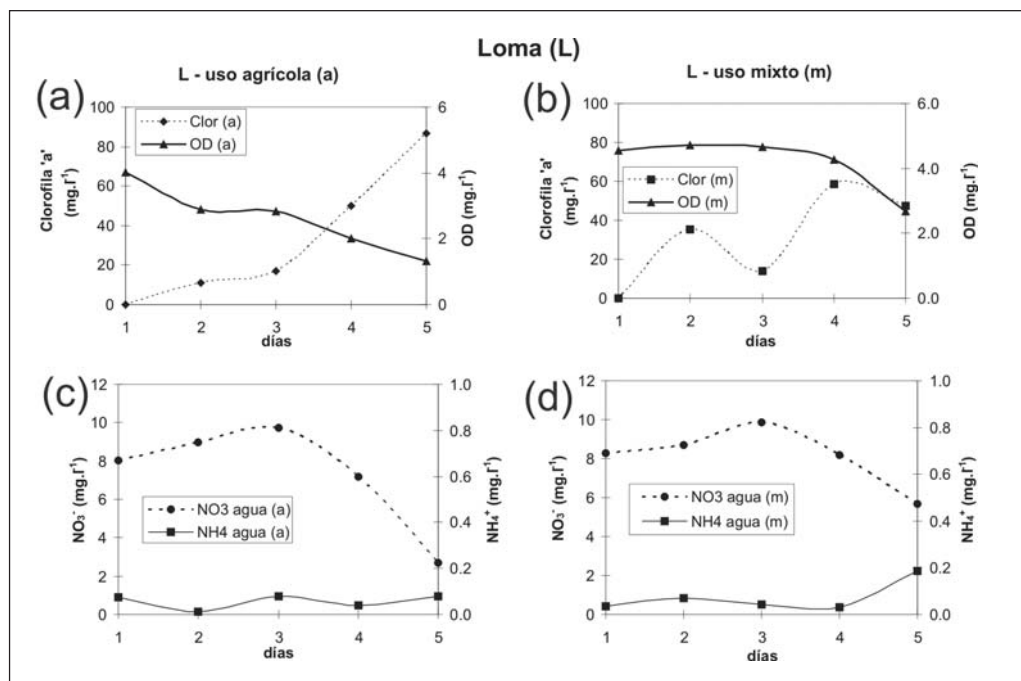 Loma (L)
L - uso agrícola (a)
L - uso mixto (m)
(a)
Clorofila 'a'
(mg.l⁻¹)
100
80
60
40
20
0
Clor (a)
OD (a)
6
4
2
0
OD (mg.l⁻¹)
1 2 3 4 5
días
(b)
Clorofila 'a'
(mg.l⁻¹)
100
80
60
40
20
0
Clor (m)
OD (m)
6.0
4.0
2.0
0.0
OD (mg.l⁻¹)
1 2 3 4 5
días
(c)
NO₃⁻ (mg.l⁻¹)
12
10
8
6
4
2
0
NO3 agua (a)
NH4 agua (a)
1.0
0.8
0.6
0.4
0.2
0.0
NH₄⁺ (mg.l⁻¹)
1 2 3 4 5
días
(d)
NO₃⁻ (mg.l⁻¹)
12
10
8
6
4
2
0
NO3 agua (m)
NH4 agua (m)
1.0
0.8
0.6
0.4
0.2
0.0
NH₄⁺ (mg.l⁻¹)
1 2 3 4 5
días